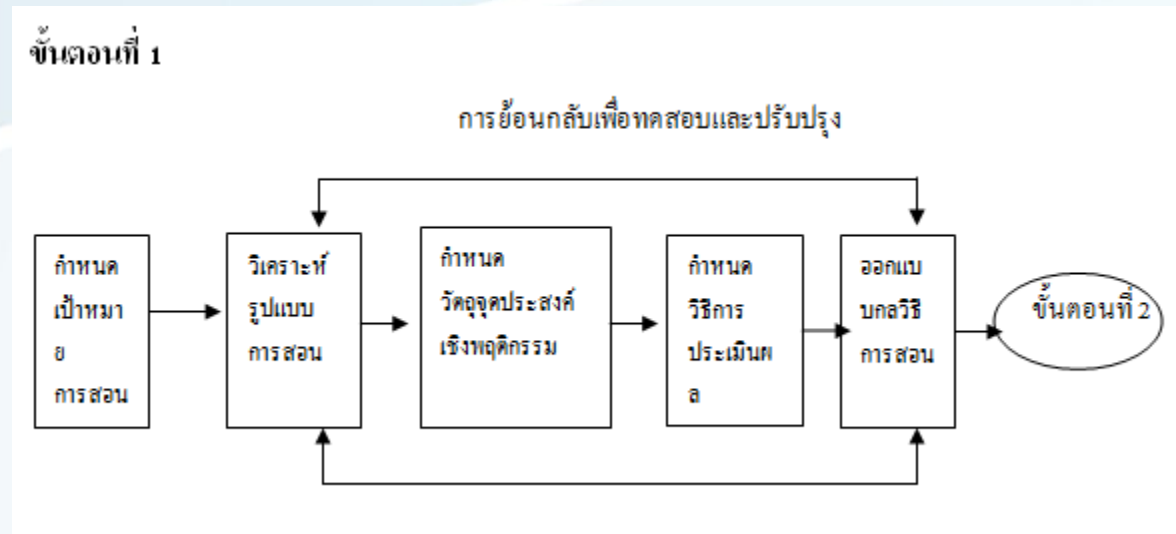 ขั้นตอนที่ 1
การย้อนกลับเพื่อทดสอบและปรับปรุง
กำหนด
เป้าหมา
ย
การสอน
วิเคราะห์
รูปแบบ
การสอน
กำหนด
วัตถุจุดประสงค์
เชิงพฤติกรรม
กำหนด
วิธีการ
ประเมินผ
ล
ออกแบ
บกลวิธี
การสอน
ขั้นตอนที่ 2